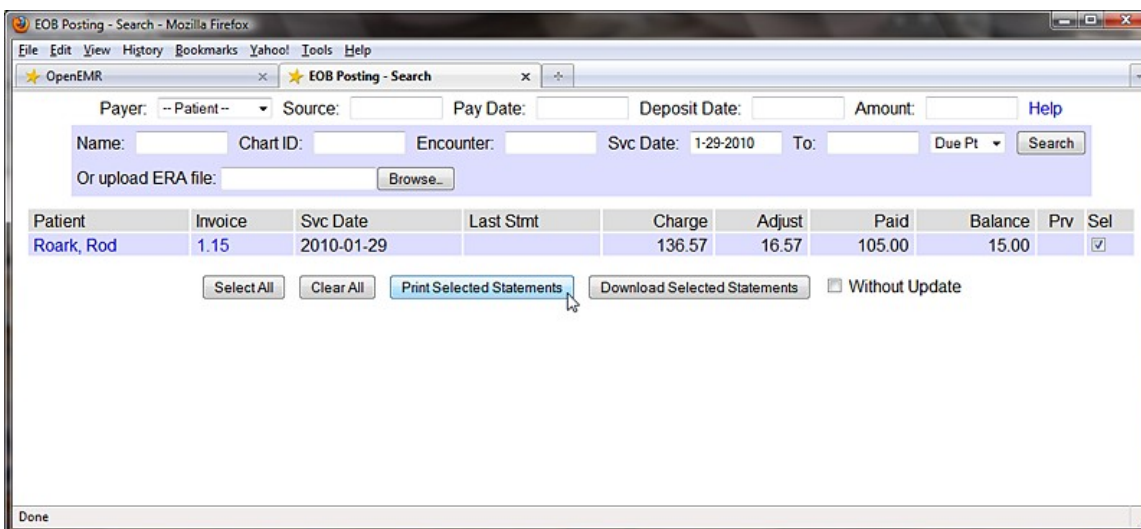 EOB Posting - Search - Mozilla Firefox
File Edit View History Bookmarks Yahoo! Tools Help
OpenEMR EOB Posting - Search
Payer: -- Patient -- Source: Pay Date: Deposit Date: Amount: Help
Name: Chart ID: Encounter: Svc Date: 1-29-2010 To: Due Pt Search
Or upload ERA file: Browse...
Patient Invoice Svc Date Last Stmt Charge Adjust Paid Balance Prv Sel
Roark, Rod 1.15 2010-01-29 136.57 16.57 105.00 15.00
Select All Clear All Print Selected Statements Download Selected Statements Without Update
Done